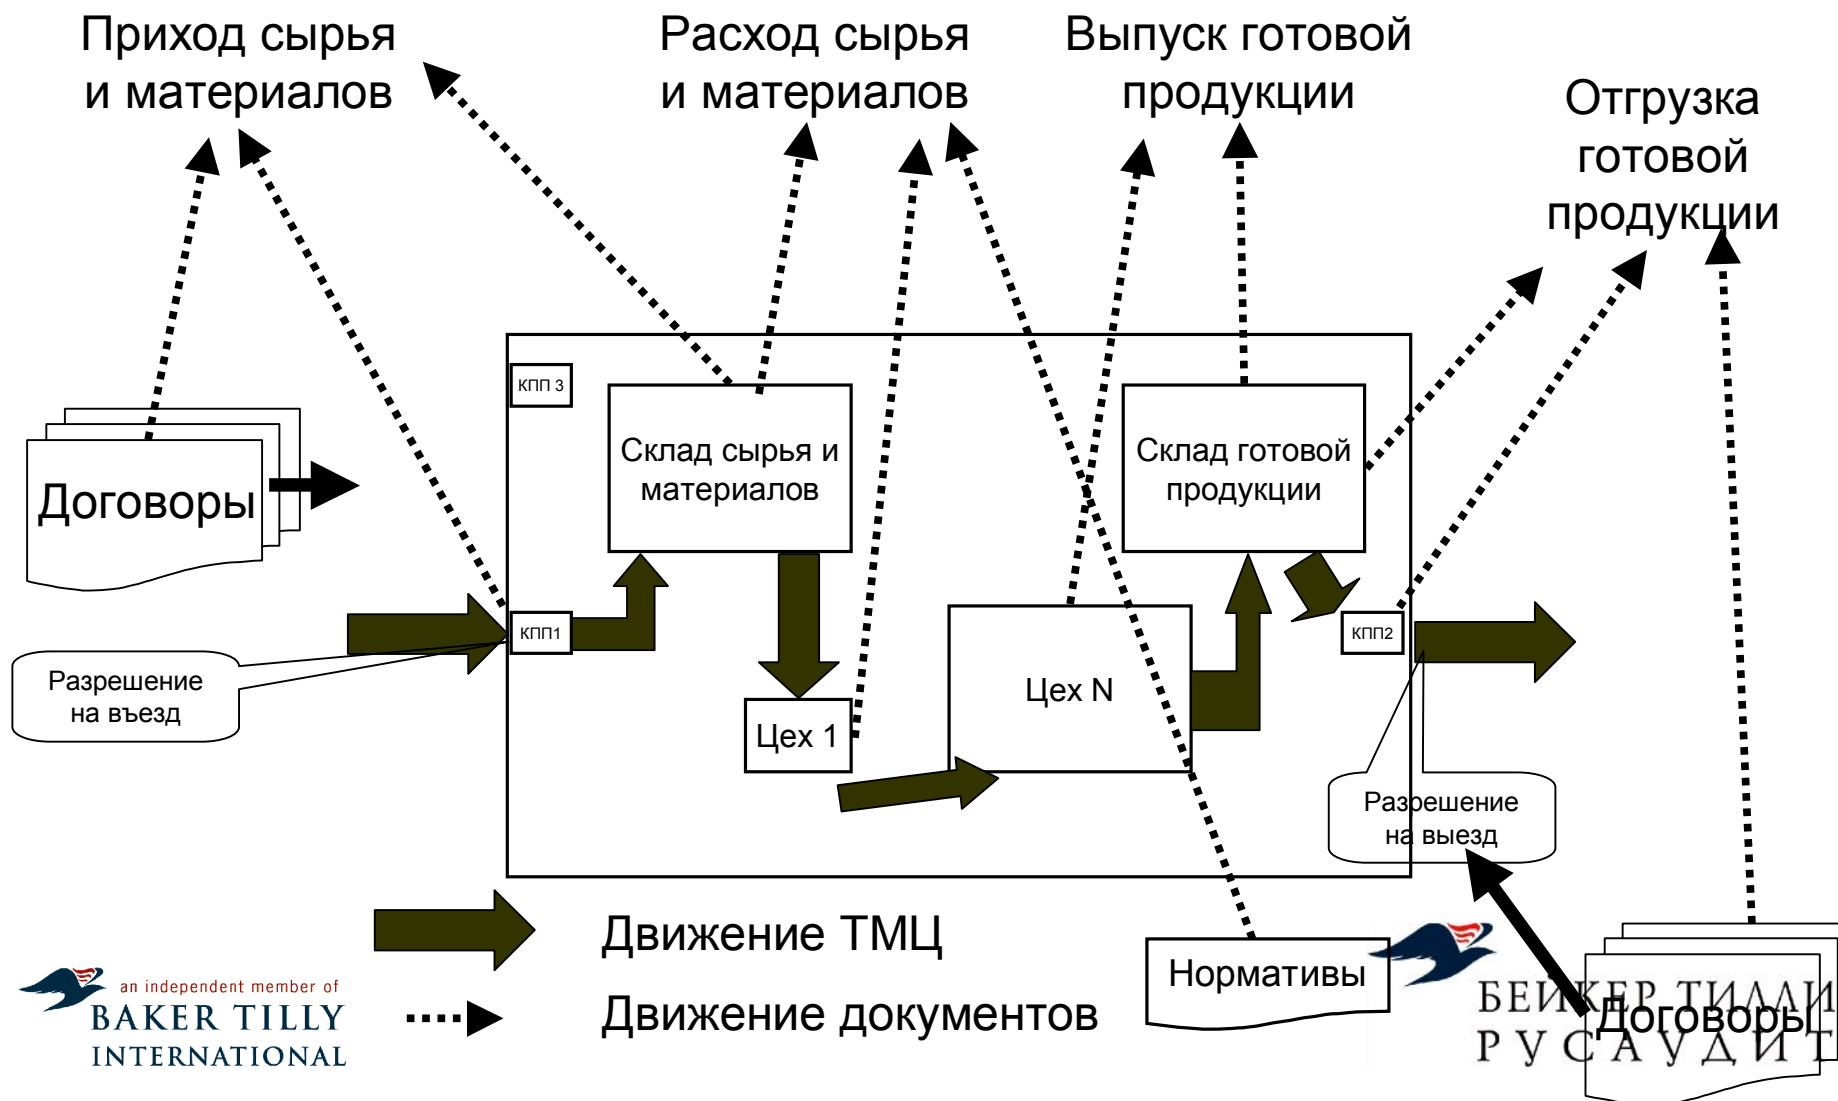 Приход сырья
и материалов
Расход сырья
и материалов
Выпуск готовой
продукции
Отгрузка
готовой
продукции
КПП 3
Склад сырья и
материалов
Склад готовой
продукции
Договоры
КПП1
КПП2
Разрешение
на въезд
Цех 1
Цех N
Разрешение
на выезд
Движение ТМЦ
Нормативы
Движение документов
an independent member of
BAKER TILLY
INTERNATIONAL
БЕЙКЕР ТИЛЛИ
РУСАУДИТ
Договоры